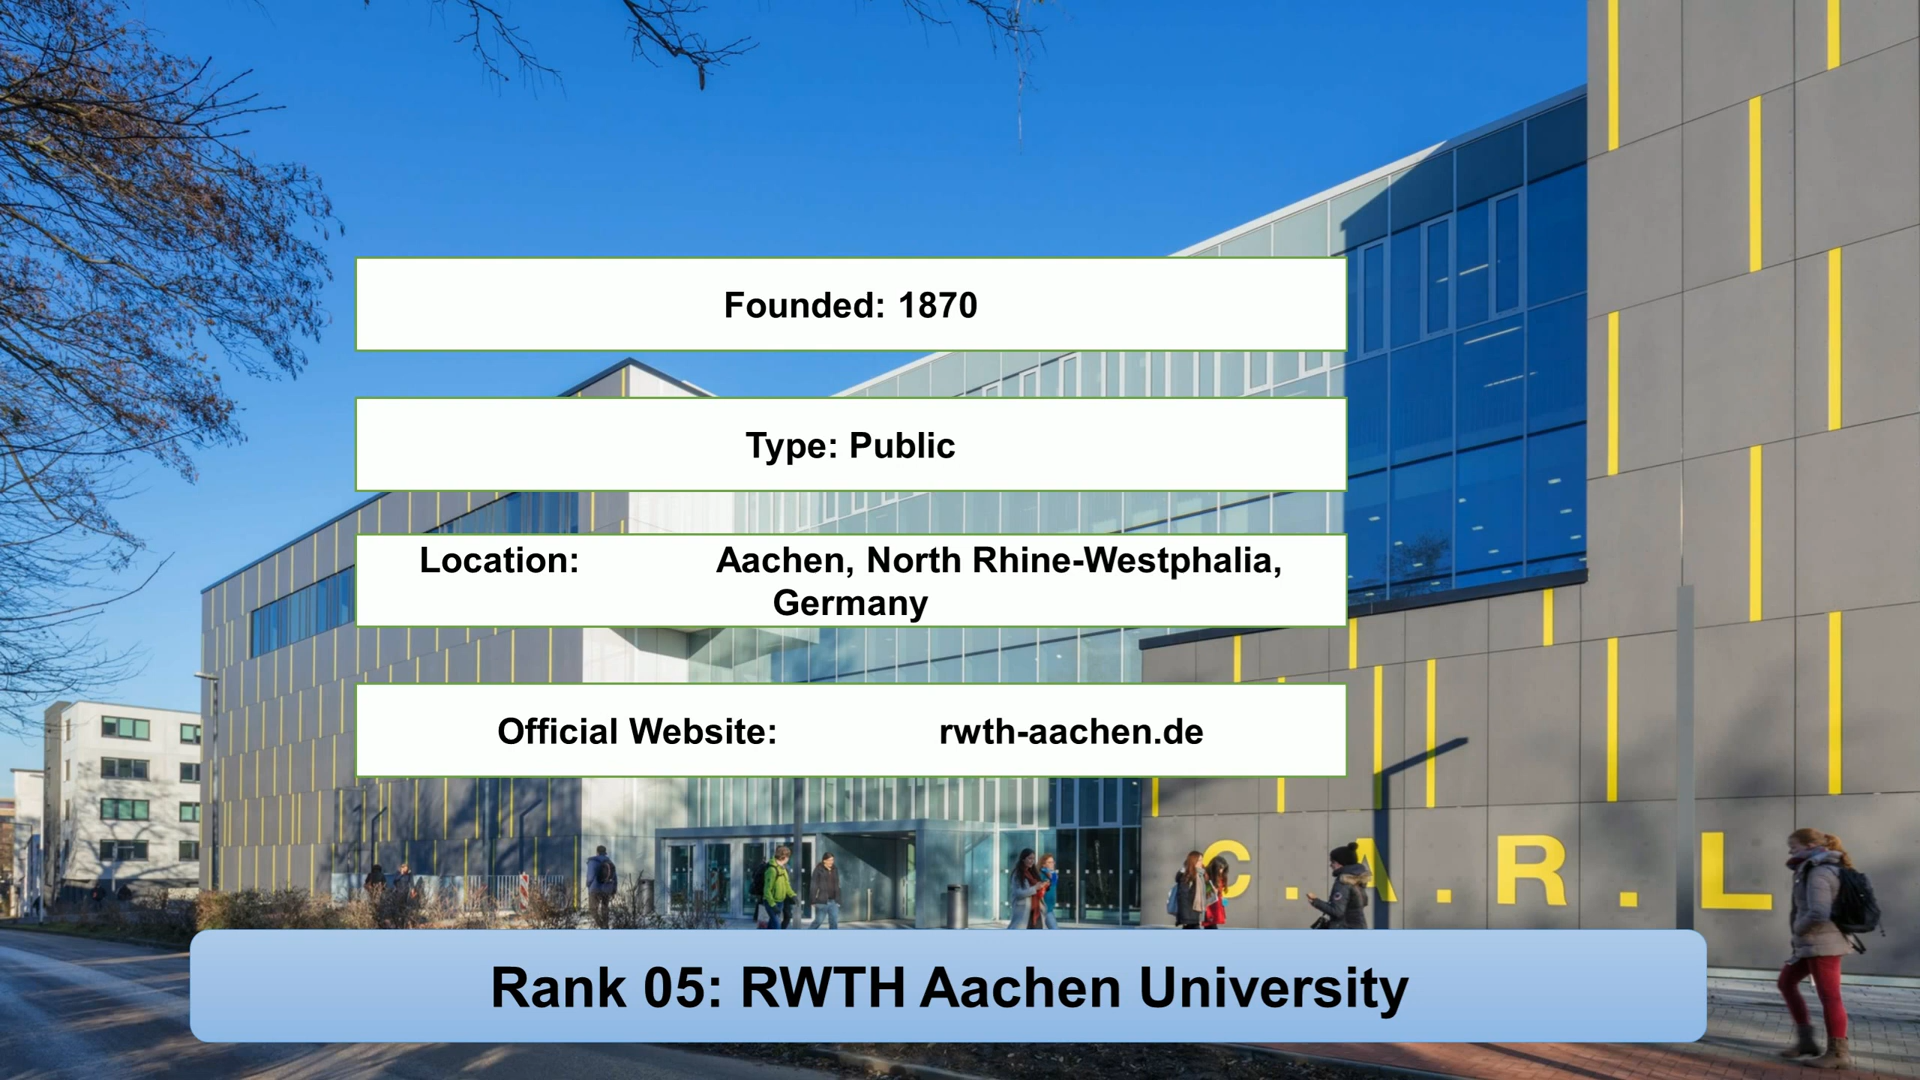 Founded: 1870
Type: Public
Location: Aachen, North Rhine-Westphalia,
Germany
Official Website: rwth-aachen.de
C.A.R.L
Rank 05: RWTH Aachen University